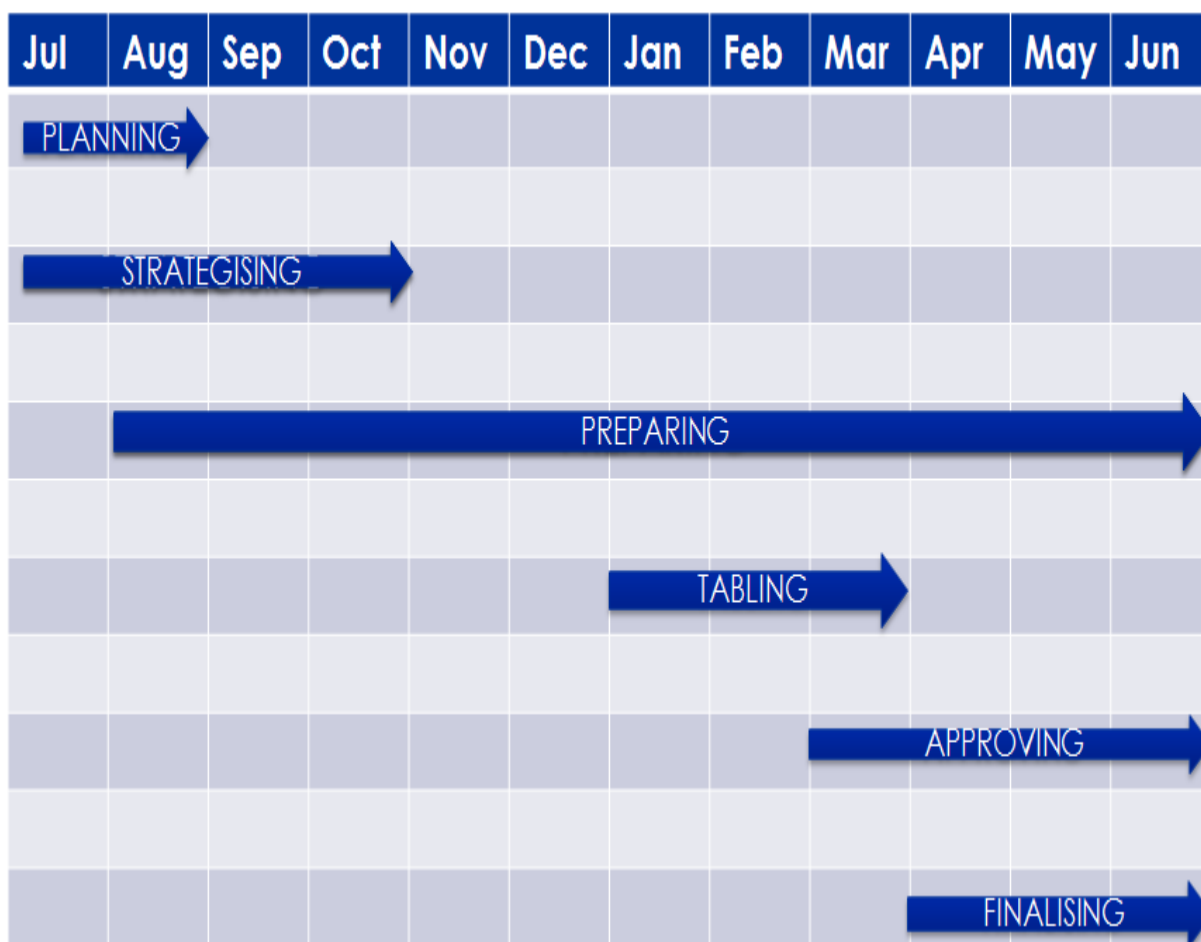 Jul Aug Sep Oct Nov Dec Jan Feb Mar Apr May Jun
PLANNING
STRATEGISING
PREPARING
TABLING
APPROVING
FINALISING